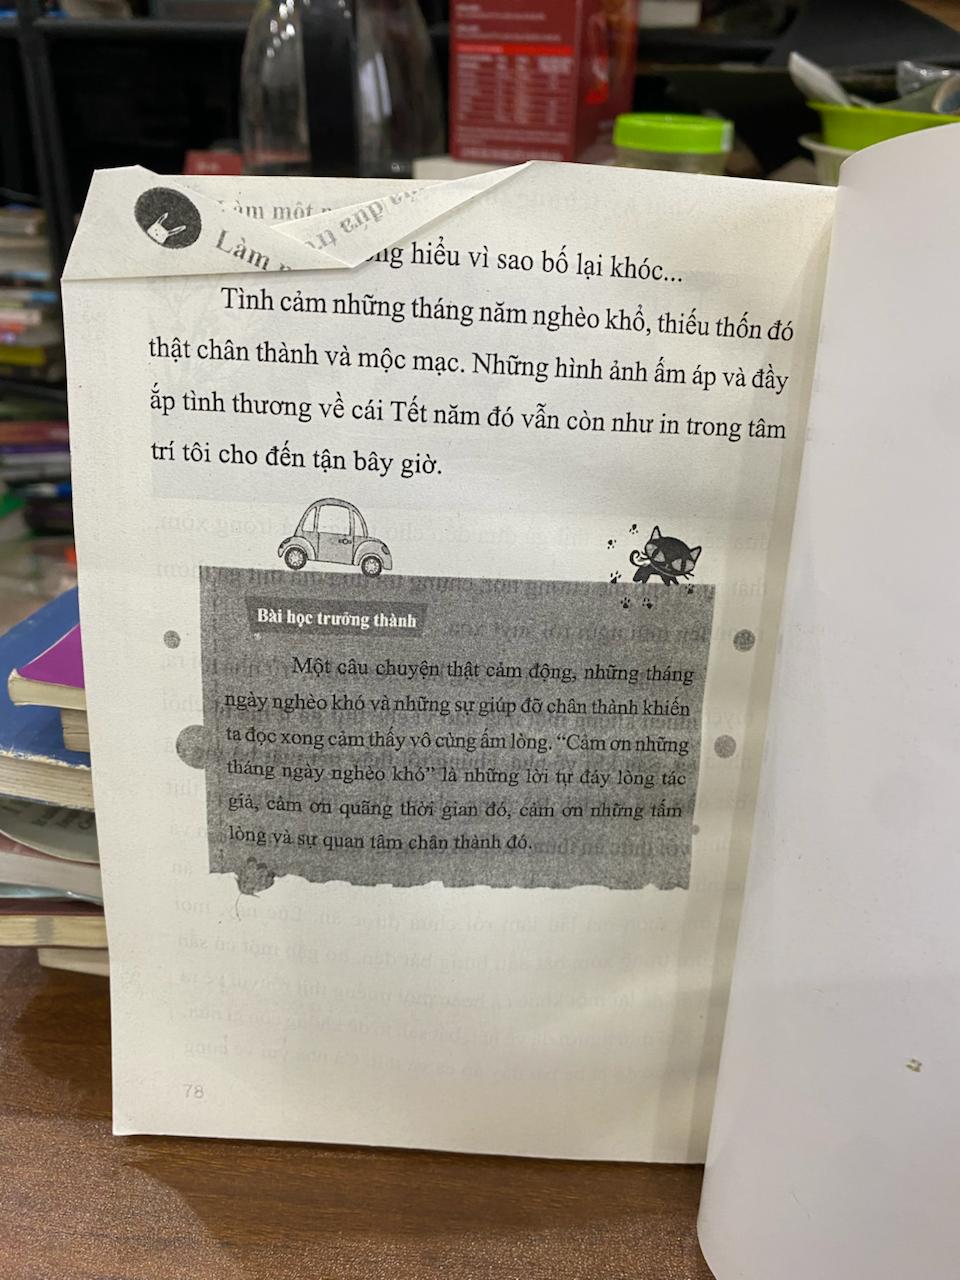 Làm một
Làm
hiểu vì sao bố lại khóc...
Tình cảm những tháng năm nghèo khổ, thiếu thốn đó
thật chân thành và mộc mạc. Những hình ảnh ấm áp và đầy
ắp tình thương về cái Tết năm đó vẫn còn như in trong tâm
trí tôi cho đến tận bây giờ.
Bài học trưởng thành
Một câu chuyện thật cảm động, những tháng
ngày nghèo khó và những sự giúp đỡ chân thành khiến
ta đọc xong cảm thấy vô cùng ấm lòng. “Cảm ơn những
tháng ngày nghèo khó” là những lời tự đáy lòng tác
giả, cảm ơn quãng thời gian đó, cảm ơn những tấm
lòng và sự quan tâm chân thành đó.
78